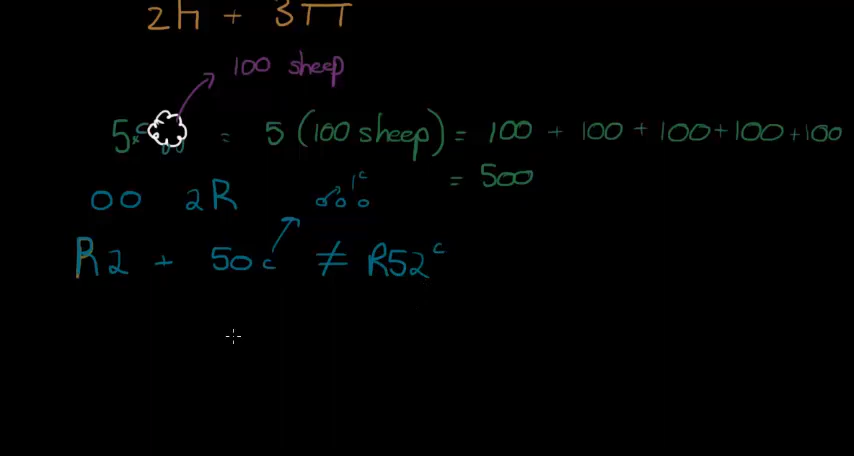 2h + 3π
100 sheep
5× = 5 (100 sheep) = 100 + 100 + 100+100+100
= 500
00 2R 1c
R2 + 50c ≠ R52c